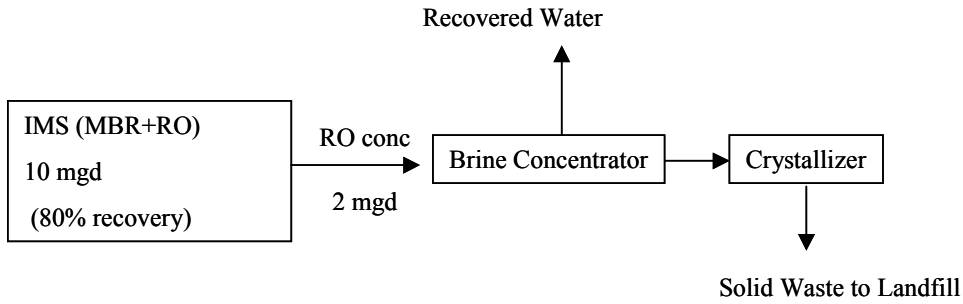 Recovered Water
IMS (MBR+RO)
10 mgd
(80% recovery)
RO conc
2 mgd
Brine Concentrator
Crystallizer
Solid Waste to Landfill